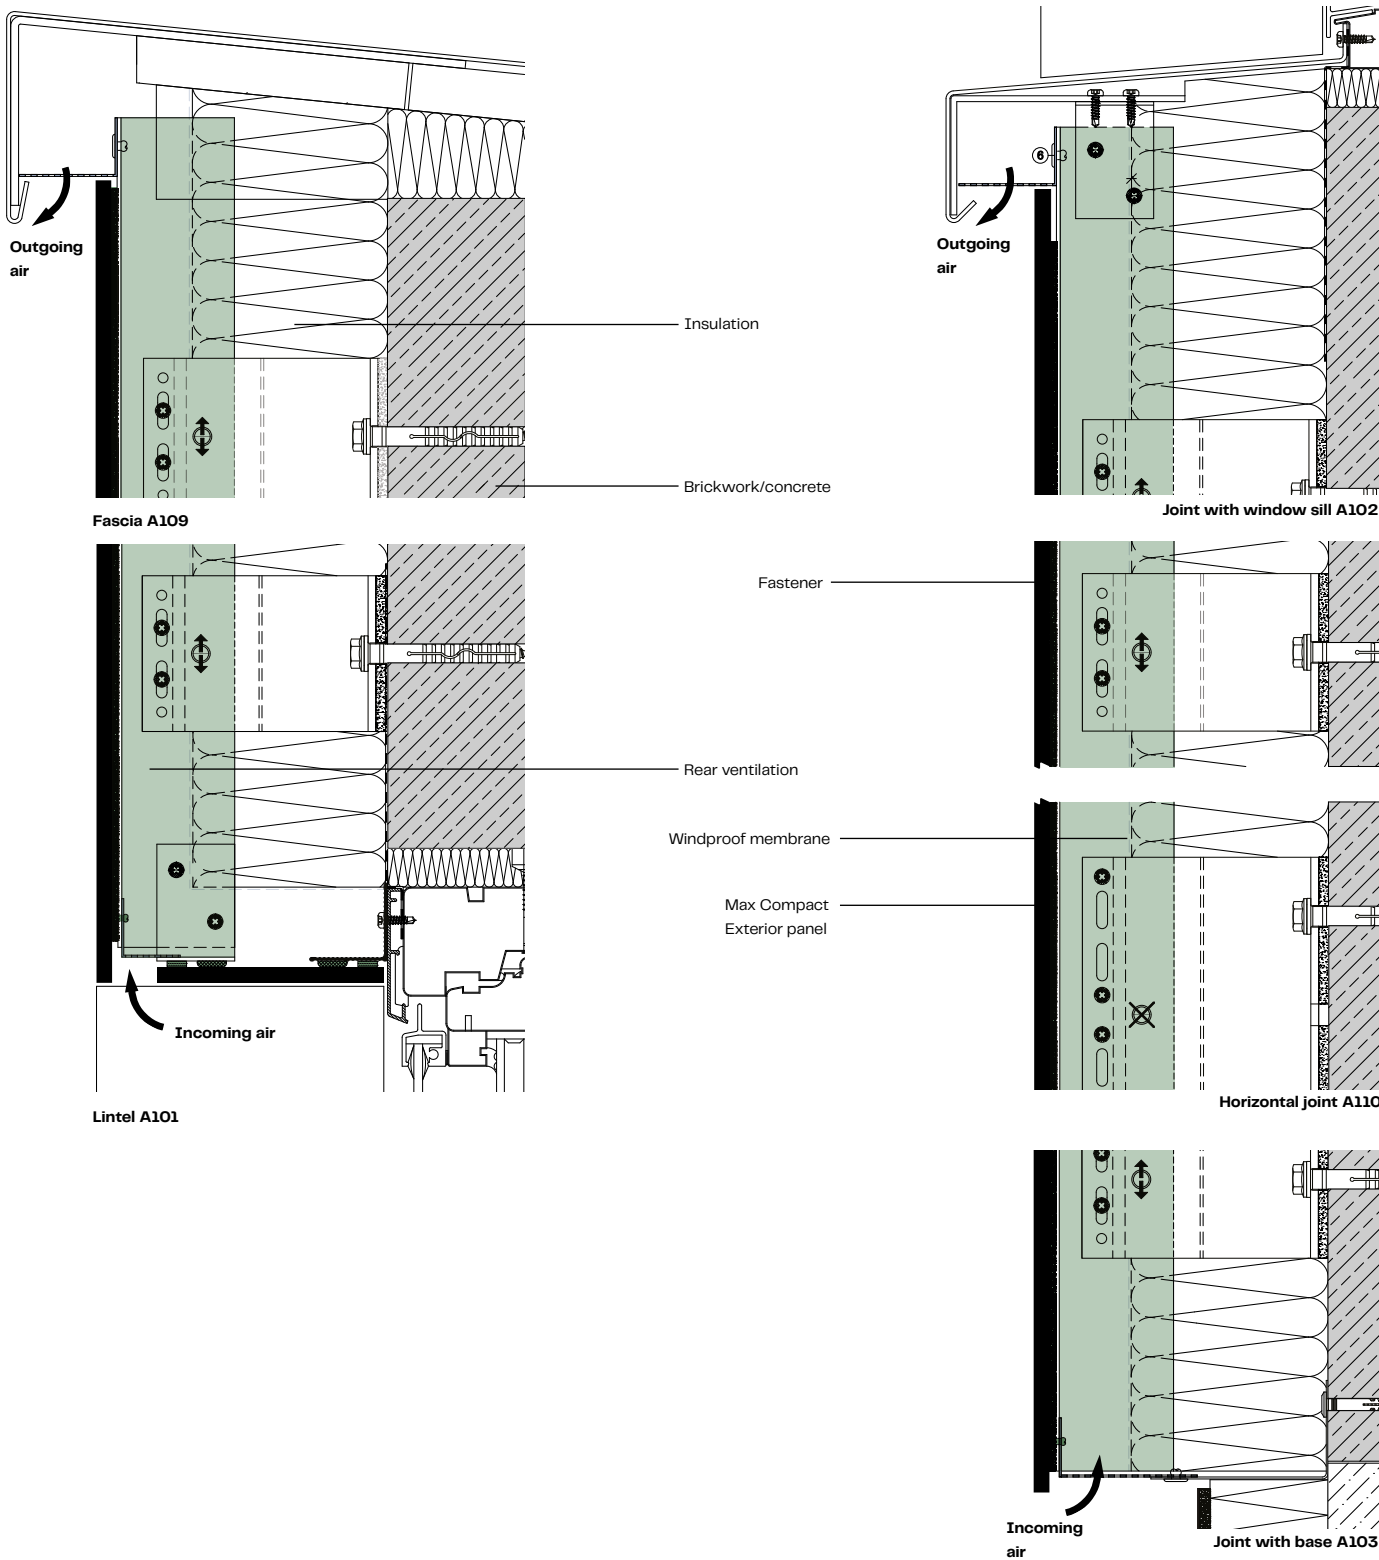 Outgoing
air
Insulation
Brickwork/concrete
Fascia A109
Rear ventilation
Incoming air
Lintel A101
6
Outgoing
air
Joint with window sill A102
Fastener
Windproof membrane
Max Compact
Exterior panel
Horizontal joint A110
Incoming
air
Joint with base A103